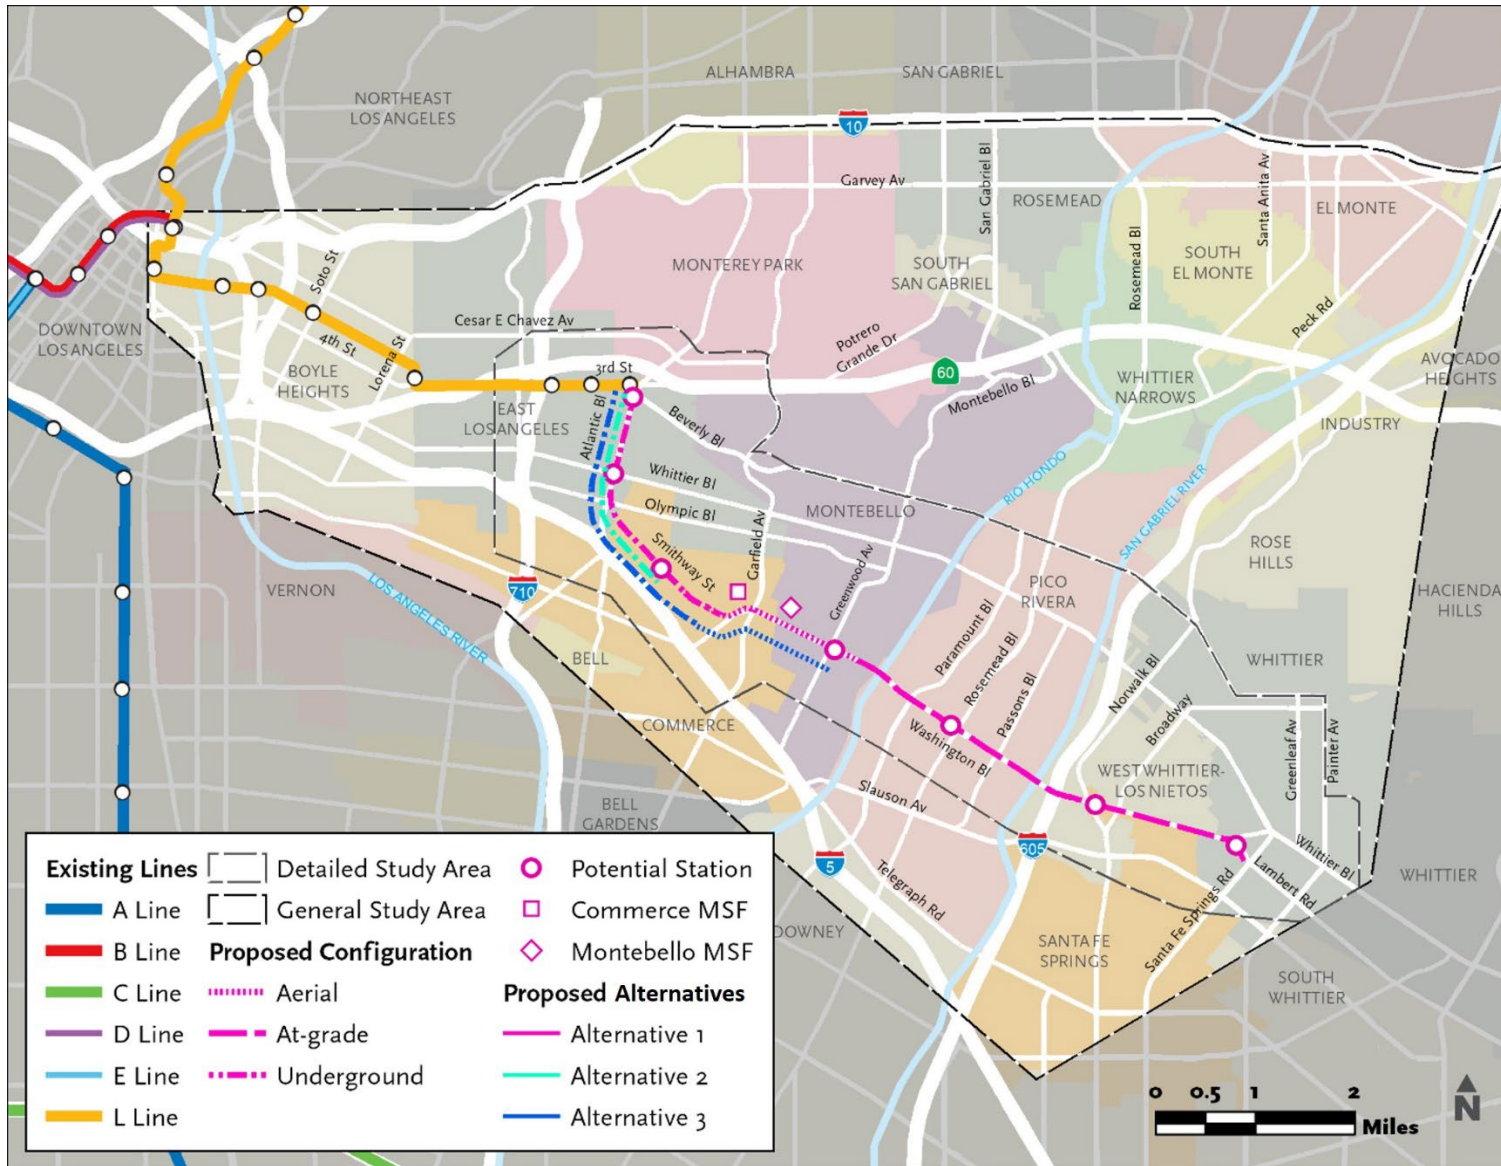 ALHAMBRA
SAN GABRIEL
NORTHEAST
LOS ANGELES
10
Garvey Av
San Gabriel Bl
ROSEMEAD
Santa Anita Av
EL MONTE
Rosemead Bl
SOUTH
EL MONTE
MONTEREY PARK
SOUTH
SAN GABRIEL
Soto St
Peck Rd
DOWNTOWN
LOS ANGELES
4th St
Cesar E Chavez Av
Potrero
Grande Dr
Lorena St
BOYLE
HEIGHTS
3rd St
60
Montebello Bl
WHITTIER
NARROWS
AVOCADO
HEIGHTS
EAST
LOS ANGELES
Atlantic Bl
Beverly Bl
INDUSTRY
Whittier Bl
Olympic Bl
MONTEBELLO
RIO HONDO
SAN GABRIEL RIVER
ROSE
HILLS
Garfield Av
Smithway St
Greenwood Av
VERNON
LOS ANGELES RIVER
710
PICO
RIVERA
HACIENDA
HILLS
BELL
Paramount Bl
Rosemead Bl
Passons Bl
Norwalk Bl
WHITTIER
Broadway
COMMERCE
Washington Bl
Greenleaf Av
Painter Av
WEST WHITTIER-
LOS NIETOS
Slauson Av
BELL
GARDENS
605
5
Whittier Bl
Lambert Rd
WHITTIER
Telegraph Rd
Santa Fe Springs Rd
DOWNEY
SANTA FE
SPRINGS
SOUTH
WHITTIER
Existing Lines
A Line
B Line
C Line
D Line
E Line
L Line
Detailed Study Area
General Study Area
Proposed Configuration
Aerial
At-grade
Underground
Potential Station
Commerce MSF
Montebello MSF
Proposed Alternatives
Alternative 1
Alternative 2
Alternative 3
0 0.5 1 2
Miles
N